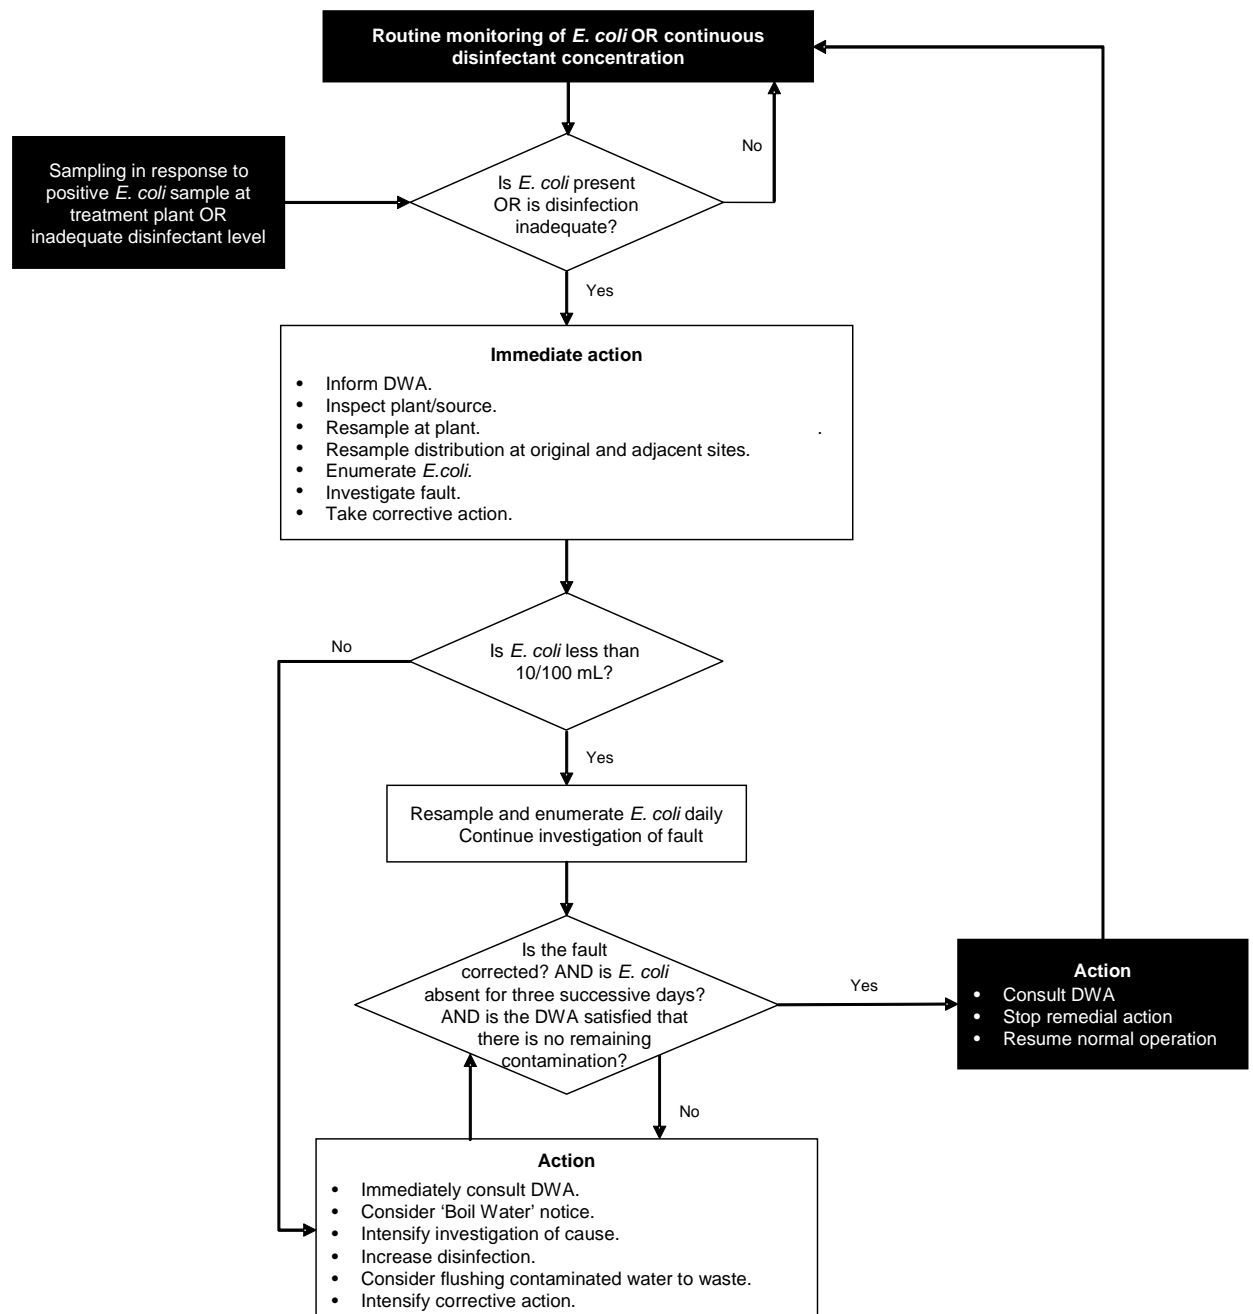 Routine monitoring of E. coli OR continuous
disinfectant concentration
No
Sampling in response to
positive E. coli sample at
treatment plant OR
inadequate disinfectant level
Is E. coli present
OR is disinfection
inadequate?
Yes
Immediate action
• Inform DWA.
• Inspect plant/source.
• Resample at plant. .
• Resample distribution at original and adjacent sites.
• Enumerate E.coli.
• Investigate fault.
• Take corrective action.
No
Is E. coli less than
10/100 mL?
Yes
Resample and enumerate E. coli daily
Continue investigation of fault
Is the fault
corrected? AND is E. coli
absent for three successive days?
AND is the DWA satisfied that
there is no remaining
contamination?
Yes
Action
• Consult DWA
• Stop remedial action
• Resume normal operation
No
Action
• Immediately consult DWA.
• Consider ‘Boil Water’ notice.
• Intensify investigation of cause.
• Increase disinfection.
• Consider flushing contaminated water to waste.
• Intensify corrective action.